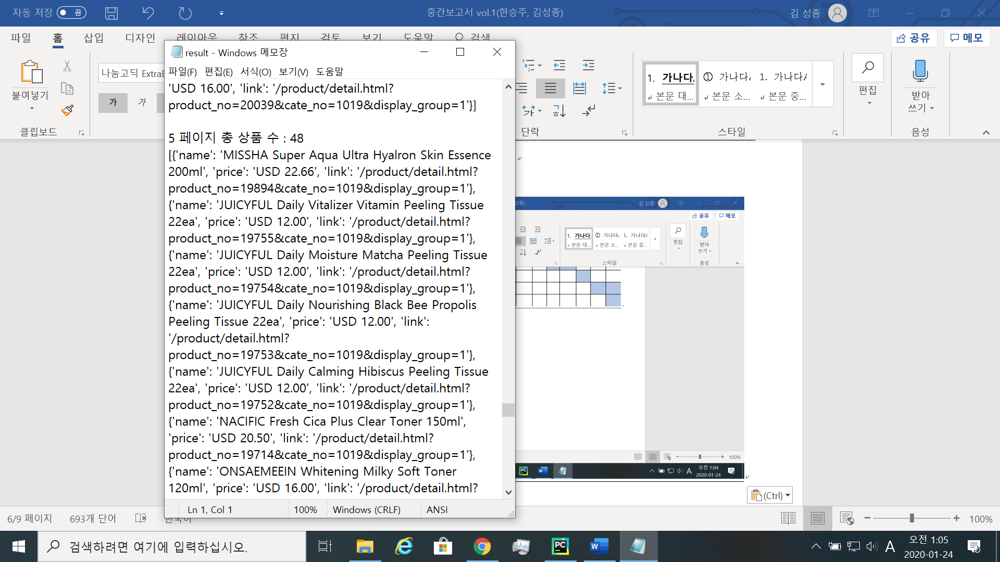 자동 저장 끔
중간보고서 vol.1(한승주, 김성종)
김 성종
파일 홈 삽입 디자인 레이아웃 참조 편지 검토 보기 도움말 검색
공유 메모
result - Windows 메모장
파일(F) 편집(E) 서식(O) 보기(V) 도움말
'USD 16.00', 'link': '/product/detail.html?
product_no=20039&cate_no=1019&display_group=1'}]
5 페이지 총 상품 수 : 48
[{'name': 'MISSHA Super Aqua Ultra Hyalron Skin Essence
200ml', 'price': 'USD 22.66', 'link': '/product/detail.html?
product_no=19894&cate_no=1019&display_group=1'},
{'name': 'JUICYFUL Daily Vitalizer Vitamin Peeling Tissue
22ea', 'price': 'USD 12.00', 'link': '/product/detail.html?
product_no=19755&cate_no=1019&display_group=1'},
{'name': 'JUICYFUL Daily Moisture Matcha Peeling Tissue
22ea', 'price': 'USD 12.00', 'link': '/product/detail.html?
product_no=19754&cate_no=1019&display_group=1'},
{'name': 'JUICYFUL Daily Nourishing Black Bee Propolis
Peeling Tissue 22ea', 'price': 'USD 12.00', 'link':
'/product/detail.html?
product_no=19753&cate_no=1019&display_group=1'},
{'name': 'JUICYFUL Daily Calming Hibiscus Peeling Tissue
22ea', 'price': 'USD 12.00', 'link': '/product/detail.html?
product_no=19752&cate_no=1019&display_group=1'},
{'name': 'NACIFIC Fresh Cica Plus Clear Toner 150ml',
'price': 'USD 20.50', 'link': '/product/detail.html?
product_no=19714&cate_no=1019&display_group=1'},
{'name': 'ONSAEMEEIN Whitening Milky Soft Toner
120ml', 'price': 'USD 16.00', 'link': '/product/detail.html?
Ln 1, Col 1 100% Windows (CRLF) ANSI
붙여넣기
클립보드
나눔고딕 ExtraB
가 가
단락
1. 가나다 ① 가나다 1. 가나다
본문 대... 본문 소... 본문 중...
스타일
편집
받아
쓰기
음성
김 성종
공유 메모
1. 가나다 ① 가나다 1. 가나다
본문 대... 본문 소... 본문 중...
스타일
편집
받아
쓰기
음성
100%
PC W A 오전 1:04
2020-01-24
(Ctrl)
6/9 페이지 693개 단어 한국어
100%
검색하려면 여기에 입력하십시오.
PC W
A 오전 1:05
2020-01-24